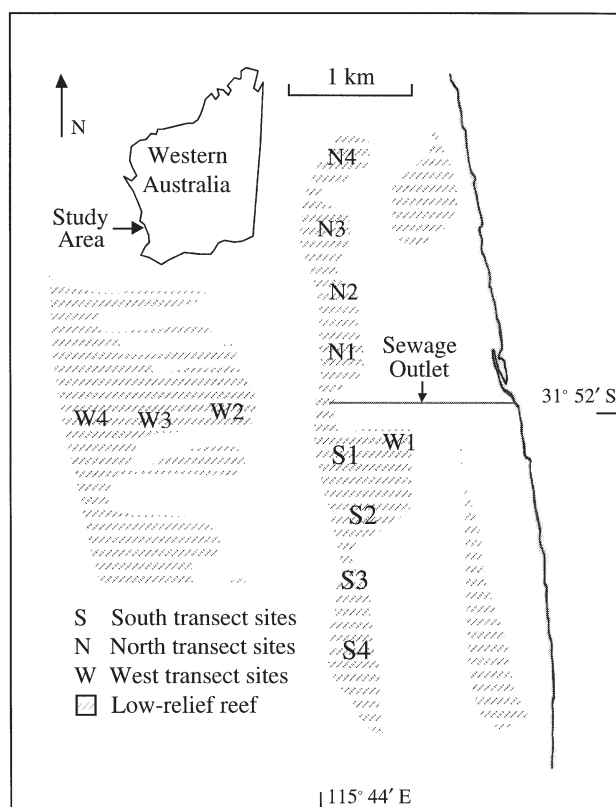 1 km
N
Western
Australia
Study
Area
N4
N3
N2
N1
Sewage
Outlet
31° 52′ S
W4 W3 W2
W1
S1
S2
S3
S4
S South transect sites
N North transect sites
W West transect sites
Low-relief reef
115° 44′ E